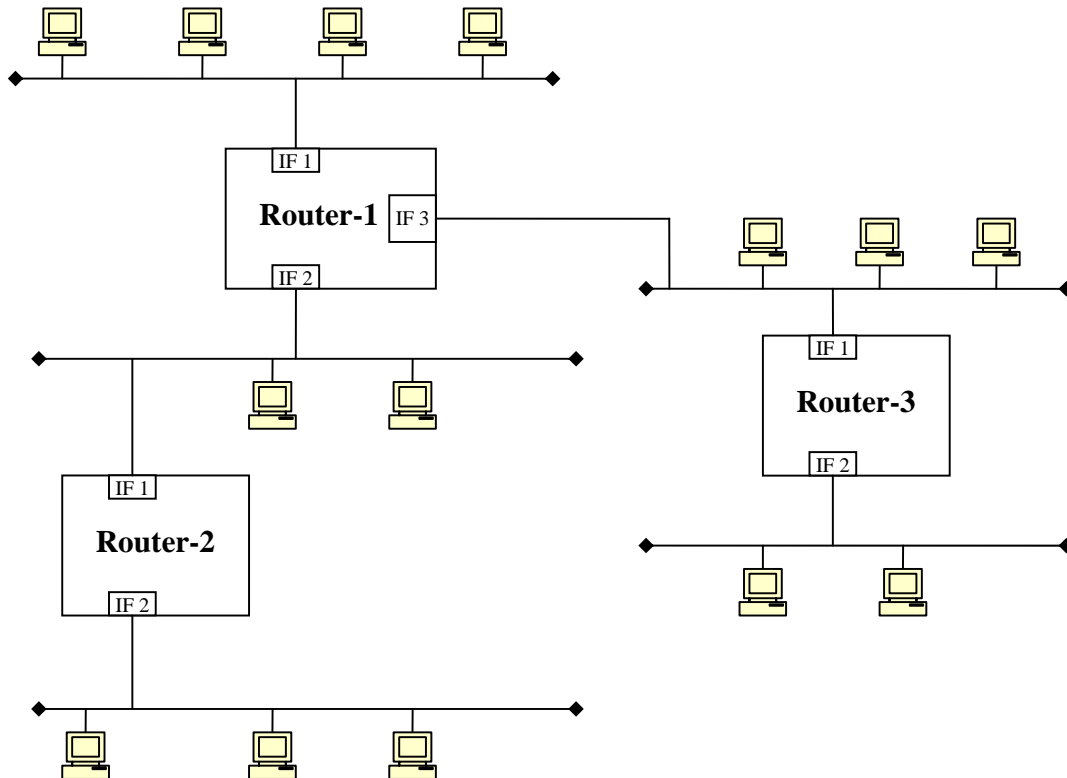 IF 1
Router-1
IF 3
IF 2
IF 1
Router-3
IF 2
IF 1
Router-2
IF 2